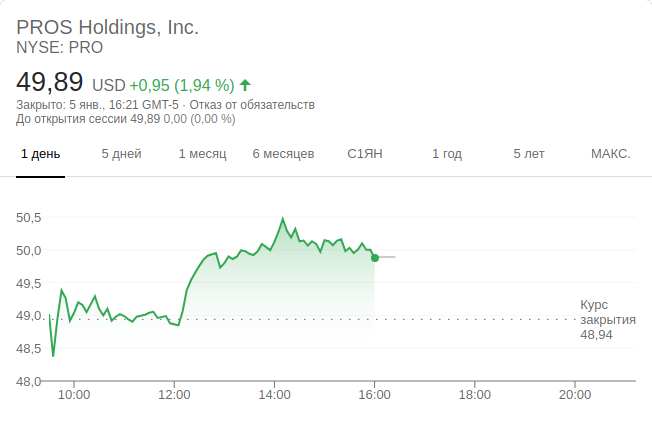 PROS Holdings, Inc.
NYSE: PRO
49,89 USD +0,95 (1,94 %)
Закрыто: 5 янв., 16:21 GMT-5 · Отказ от обязательств
До открытия сессии 49,89 0,00 (0,00 %)
1 день 5 дней 1 месяц 6 месяцев С1ЯН 1 год 5 лет МАКС.
50,5
50,0
49,5
49,0
48,5
48,0
Курс
закрытия
48,94
10:00 12:00 14:00 16:00 18:00 20:00